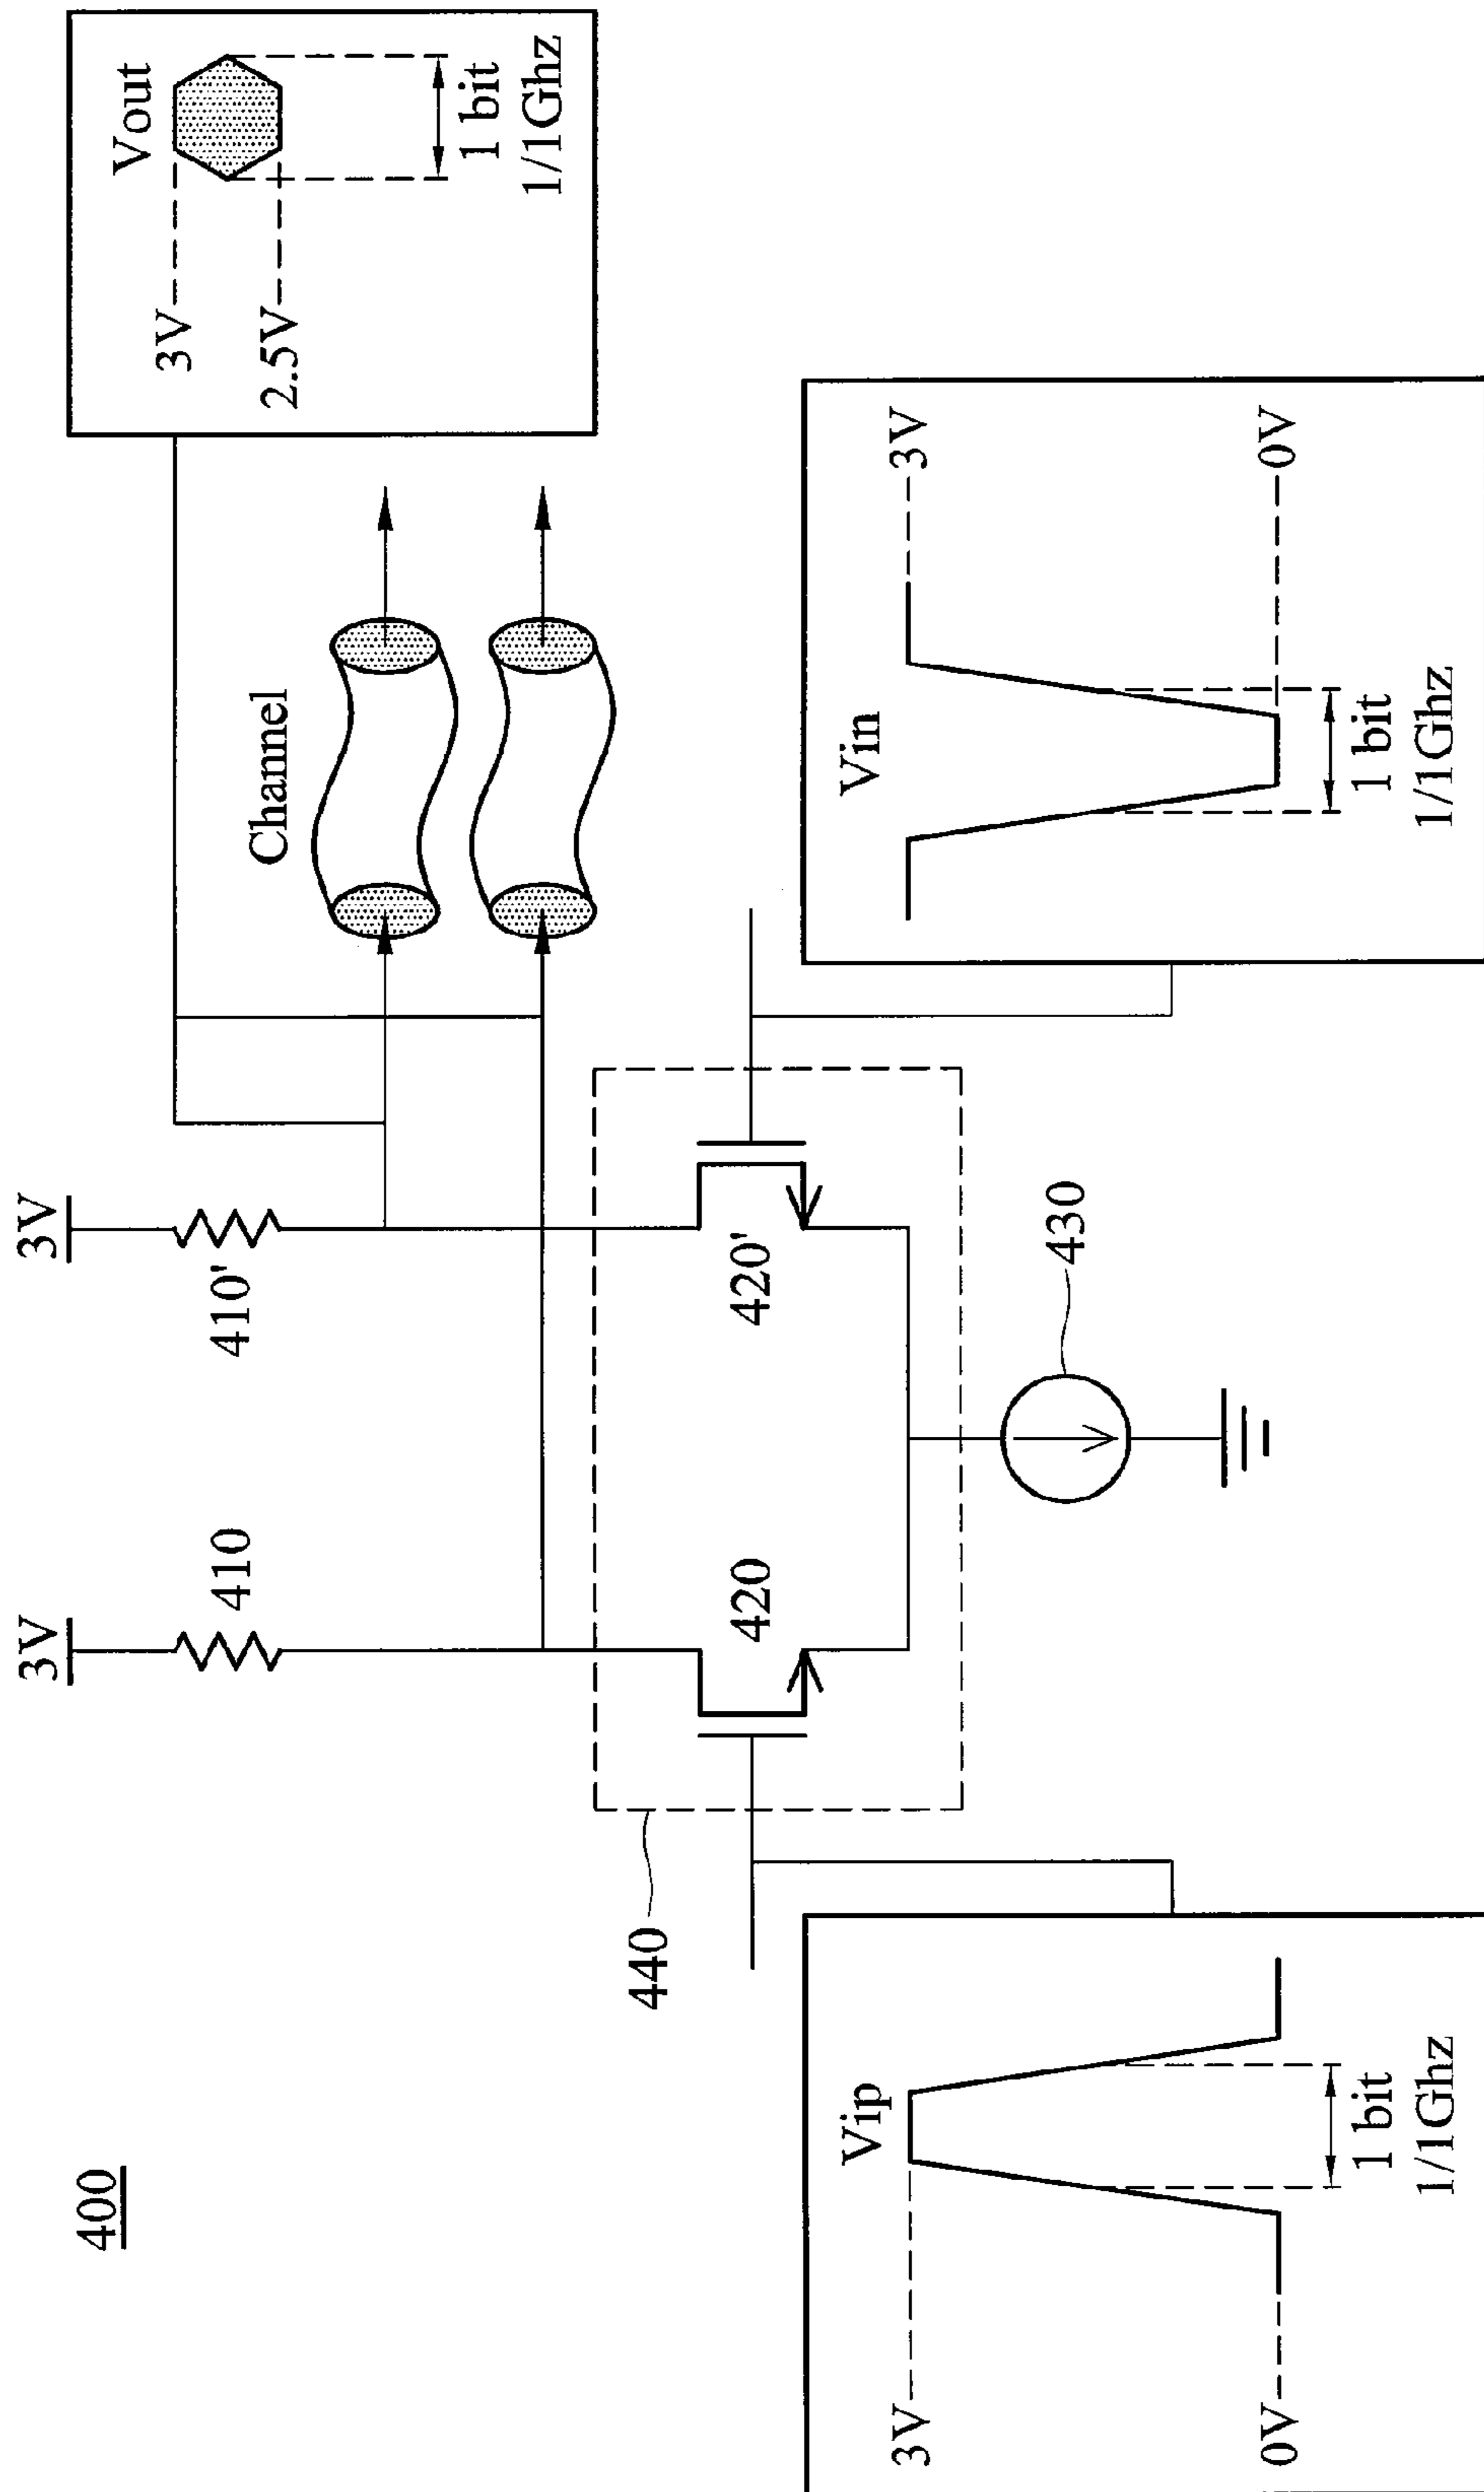 400
3V
410
3V
410'
Channel
Vout
3V
2.5V
1 bit
1/1Ghz
440
420
420'
430
Vip
3V
0V
1 bit
1/1Ghz
Vin
3V
0V
1 bit
1/1Ghz